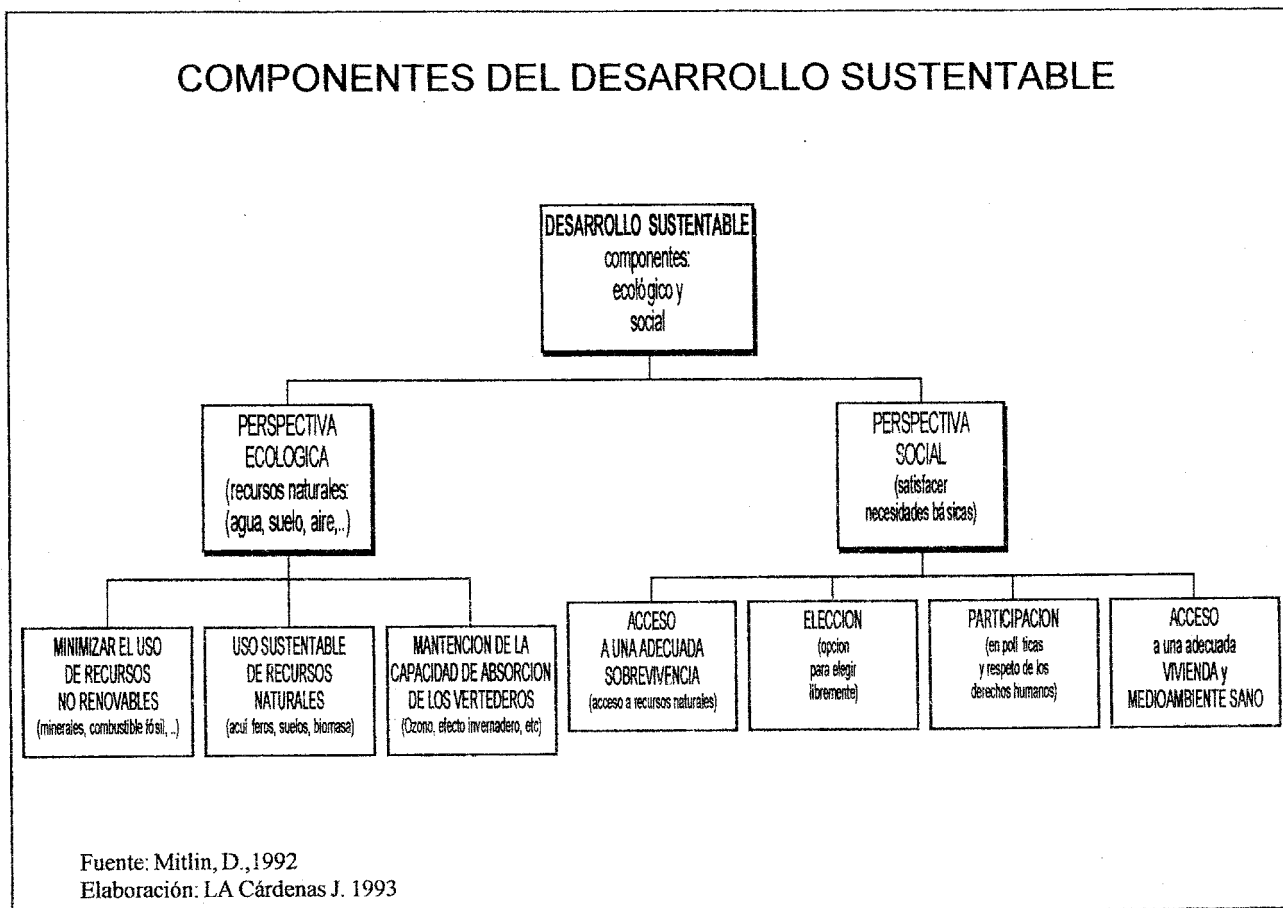 COMPONENTES DEL DESARROLLO SUSTENTABLE
DESARROLLO SUSTENTABLE
componentes:
ecológico y
social
PERSPECTIVA
ECOLOGICA
(recursos naturales:
(agua, suelo, aire,..)
PERSPECTIVA
SOCIAL
(satisfacer
necesidades básicas)
MINIMIZAR EL USO
DE RECURSOS
NO RENOVABLES
(minerales, combustible fósil, ..)
USO SUSTENTABLE
DE RECURSOS
NATURALES
(acuíferos, suelos, biomasa)
MANTENCION DE LA
CAPACIDAD DE ABSORCION
DE LOS VERTEDEROS
(Ozono, efecto invernadero, etc)
ACCESO
A UNA ADECUADA
SOBREVIVENCIA
(acceso a recursos naturales)
ELECCION
(opcion
para elegir
libremente)
PARTICIPACION
(en políticas
y respeto de los
derechos humanos)
ACCESO
a una adecuada
VIVIENDA y
MEDIOAMBIENTE SANO
Fuente: Mitlin, D.,1992
Elaboración: LA Cárdenas J. 1993